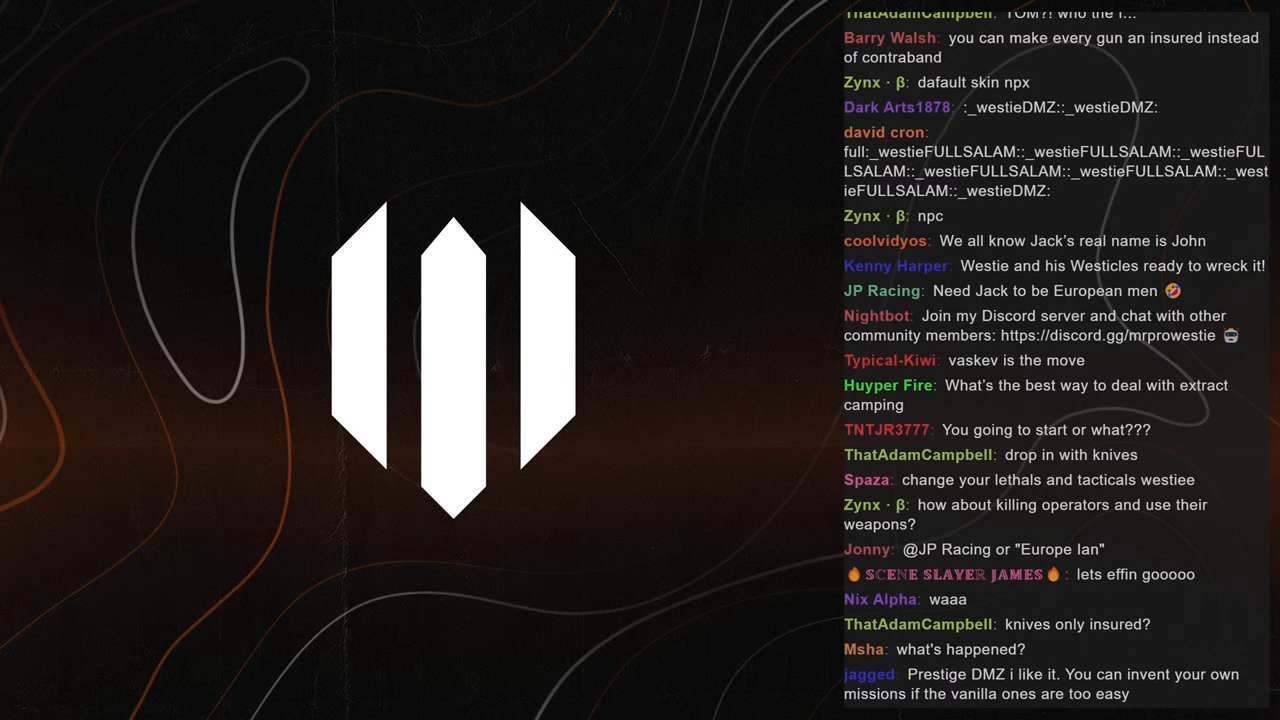 ThatAdamCampbell: TOM?! who the f...
Barry Walsh: you can make every gun an insured instead
of contraband
Zynx · β: dafault skin npx
Dark Arts1878: :_westieDMZ::_westieDMZ:
david cron:
full:_westieFULLSALAM::_westieFULLSALAM::_westieFUL
LSALAM::_westieFULLSALAM::_westieFULLSALAM::_west
ieFULLSALAM::_westieDMZ:
Zynx · β: npc
coolvidyos: We all know Jack’s real name is John
Kenny Harper: Westie and his Westicles ready to wreck it!
JP Racing: Need Jack to be European men 🤣
Nightbot: Join my Discord server and chat with other
community members: https://discord.gg/mrprowestie 🤖
Typical-Kiwi: vaskev is the move
Huyper Fire: What’s the best way to deal with extract
camping
TNTJR3777: You going to start or what???
ThatAdamCampbell: drop in with knives
Spaza: change your lethals and tacticals westiee
Zynx · β: how about killing operators and use their
weapons?
Jonny: @JP Racing or "Europe Ian"
🔥 𝕊ℂ𝔼ℕ𝔼 𝕊𝕃𝔸𝕐𝔼ℝ 𝕁𝔸𝕄𝔼𝕊🔥: lets effin gooooo
Nix Alpha: waaa
ThatAdamCampbell: knives only insured?
Msha: what's happened?
jagged: Prestige DMZ i like it. You can invent your own
missions if the vanilla ones are too easy